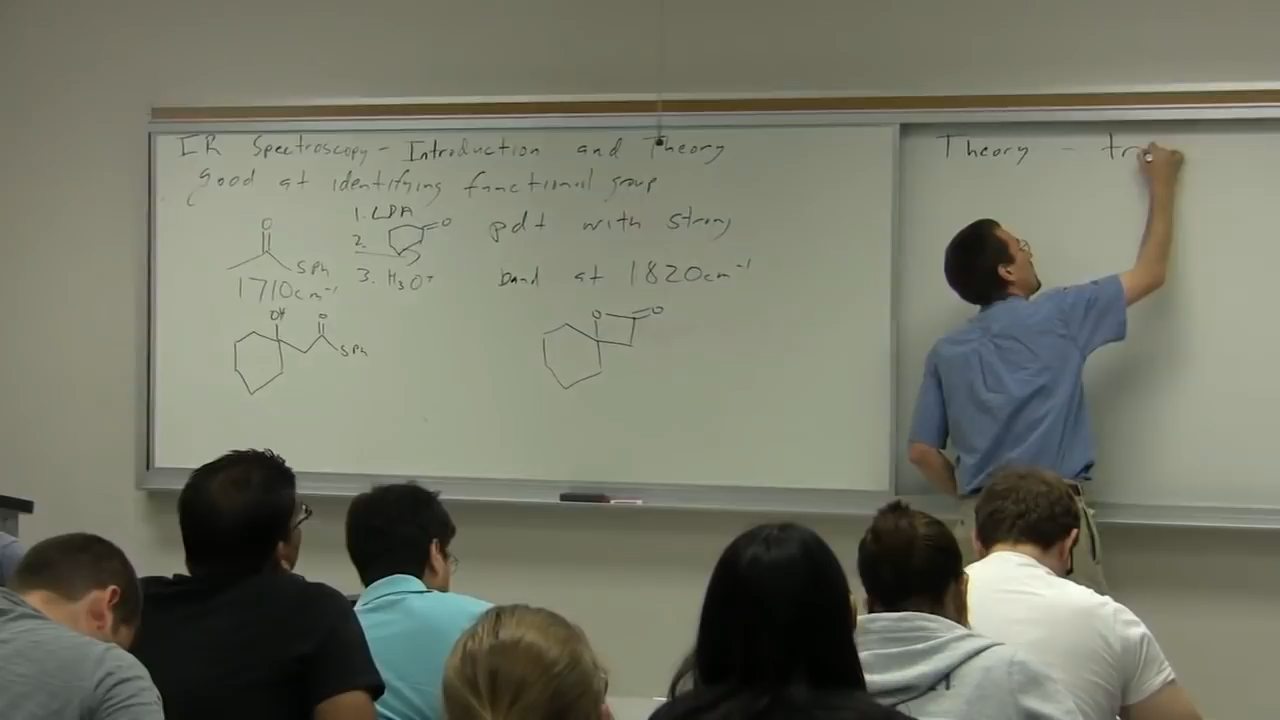 IR Spectroscopy - Introduction and Theory
good at identifying functional group
O
SPh
1710cm⁻¹
1. LDA
2.
O
3. H₃O⁺
pdt with strong
band at 1820cm⁻¹
OH
O
SPh
O
O
Theory - tr